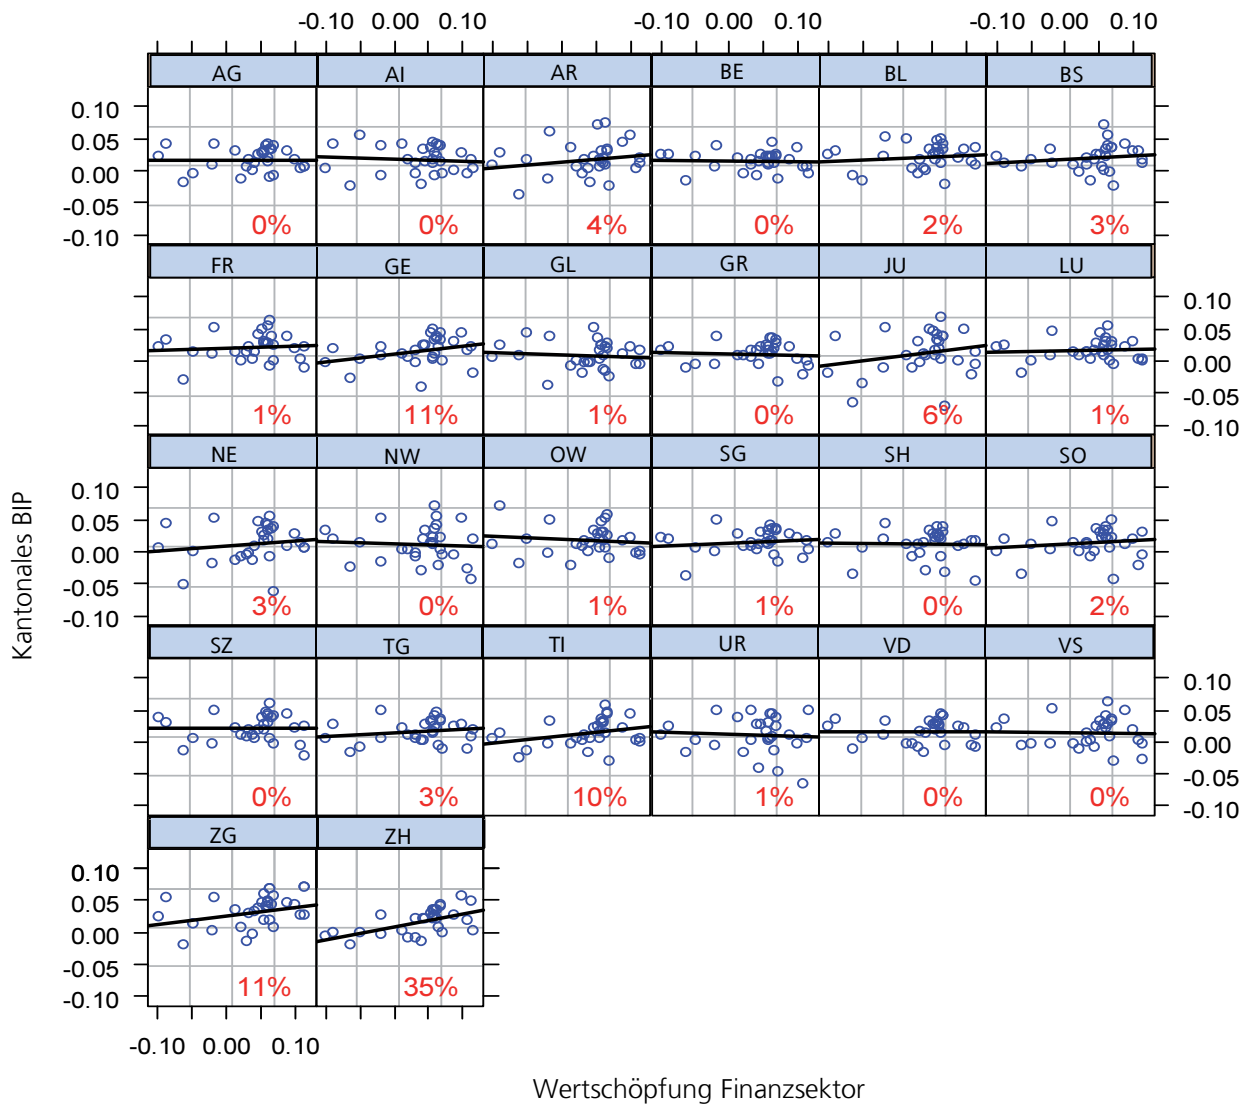 -0.10 0.00 0.10 -0.10 0.00 0.10 -0.10 0.00 0.10
AG AI AR BE BL BS
0.10
0.05
0.00
-0.05
-0.10
0% 0% 4% 0% 2% 3%
FR GE GL GR JU LU
0.10
0.05
0.00
-0.05
-0.10
1% 11% 1% 0% 6% 1%
NE NW OW SG SH SO
0.10
0.05
0.00
-0.05
-0.10
3% 0% 1% 1% 0% 2%
SZ TG TI UR VD VS
0.10
0.05
0.00
-0.05
-0.10
0% 3% 10% 1% 0% 0%
ZG ZH
0.10
0.05
0.00
-0.05
-0.10
11% 35%
-0.10 0.00 0.10
Kantonales BIP
Wertschöpfung Finanzsektor